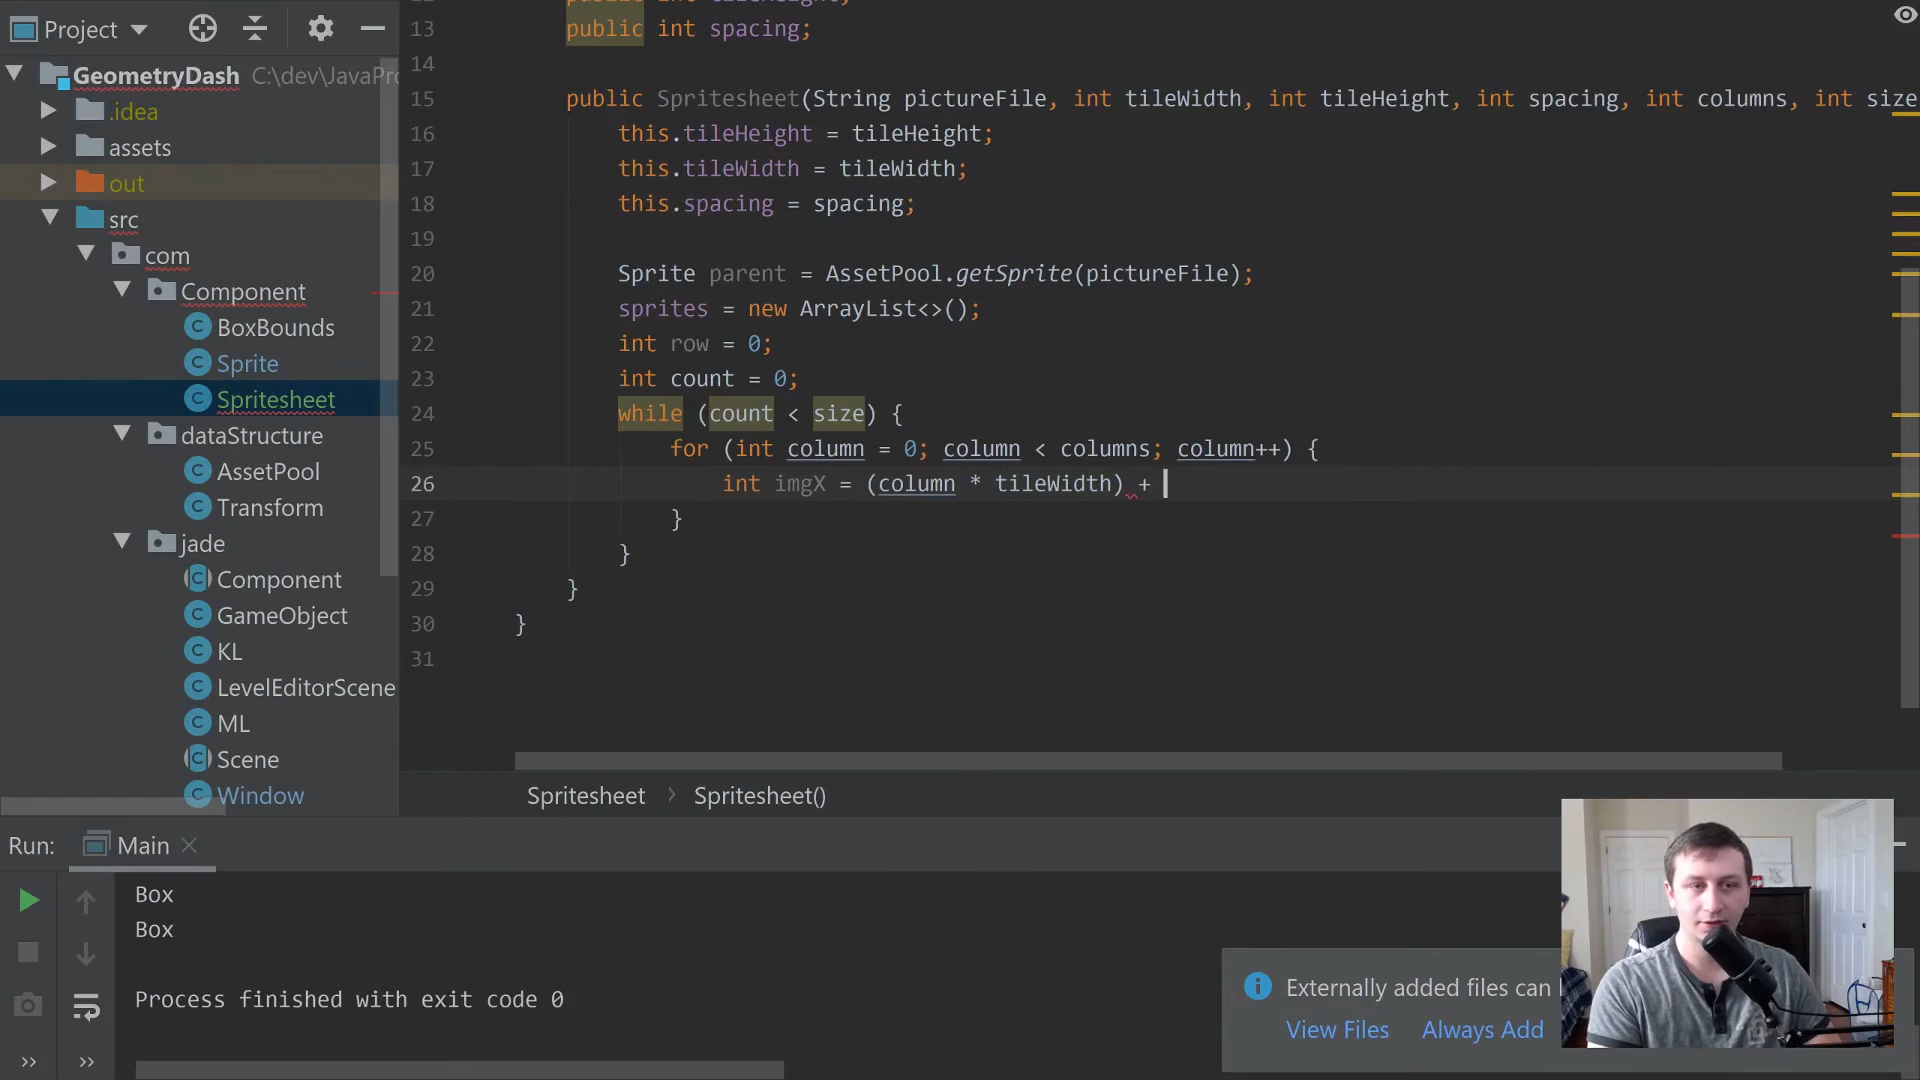 Project
GeometryDash C:\dev\JavaPro
.idea
assets
out
src
com
Component
BoxBounds
Sprite
Spritesheet
dataStructure
AssetPool
Transform
jade
Component
GameObject
KL
LevelEditorScene
ML
Scene
Window
13 public int spacing;
14
15 public Spritesheet(String pictureFile, int tileWidth, int tileHeight, int spacing, int columns, int size
16 this.tileHeight = tileHeight;
17 this.tileWidth = tileWidth;
18 this.spacing = spacing;
19
20 Sprite parent = AssetPool.getSprite(pictureFile);
21 sprites = new ArrayList<>();
22 int row = 0;
23 int count = 0;
24 while (count < size) {
25 for (int column = 0; column < columns; column++) {
26 int imgX = (column * tileWidth) +
27 }
28 }
29 }
30 }
31
Spritesheet > Spritesheet()
Run: Main
Box
Box
Process finished with exit code 0
Externally added files can
View Files Always Add